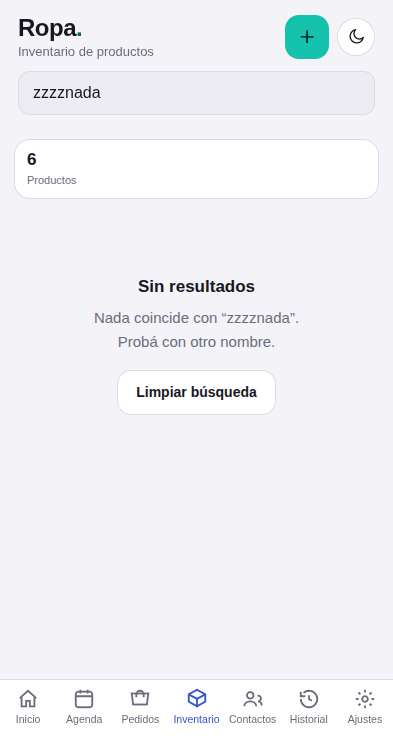 Ropa.
Inventario de productos
zzzznada
6
Productos
Sin resultados
Nada coincide con “zzzznada”.
Probá con otro nombre.
Limpiar búsqueda
Inicio
Agenda
Pedidos
Inventario
Contactos
Historial
Ajustes